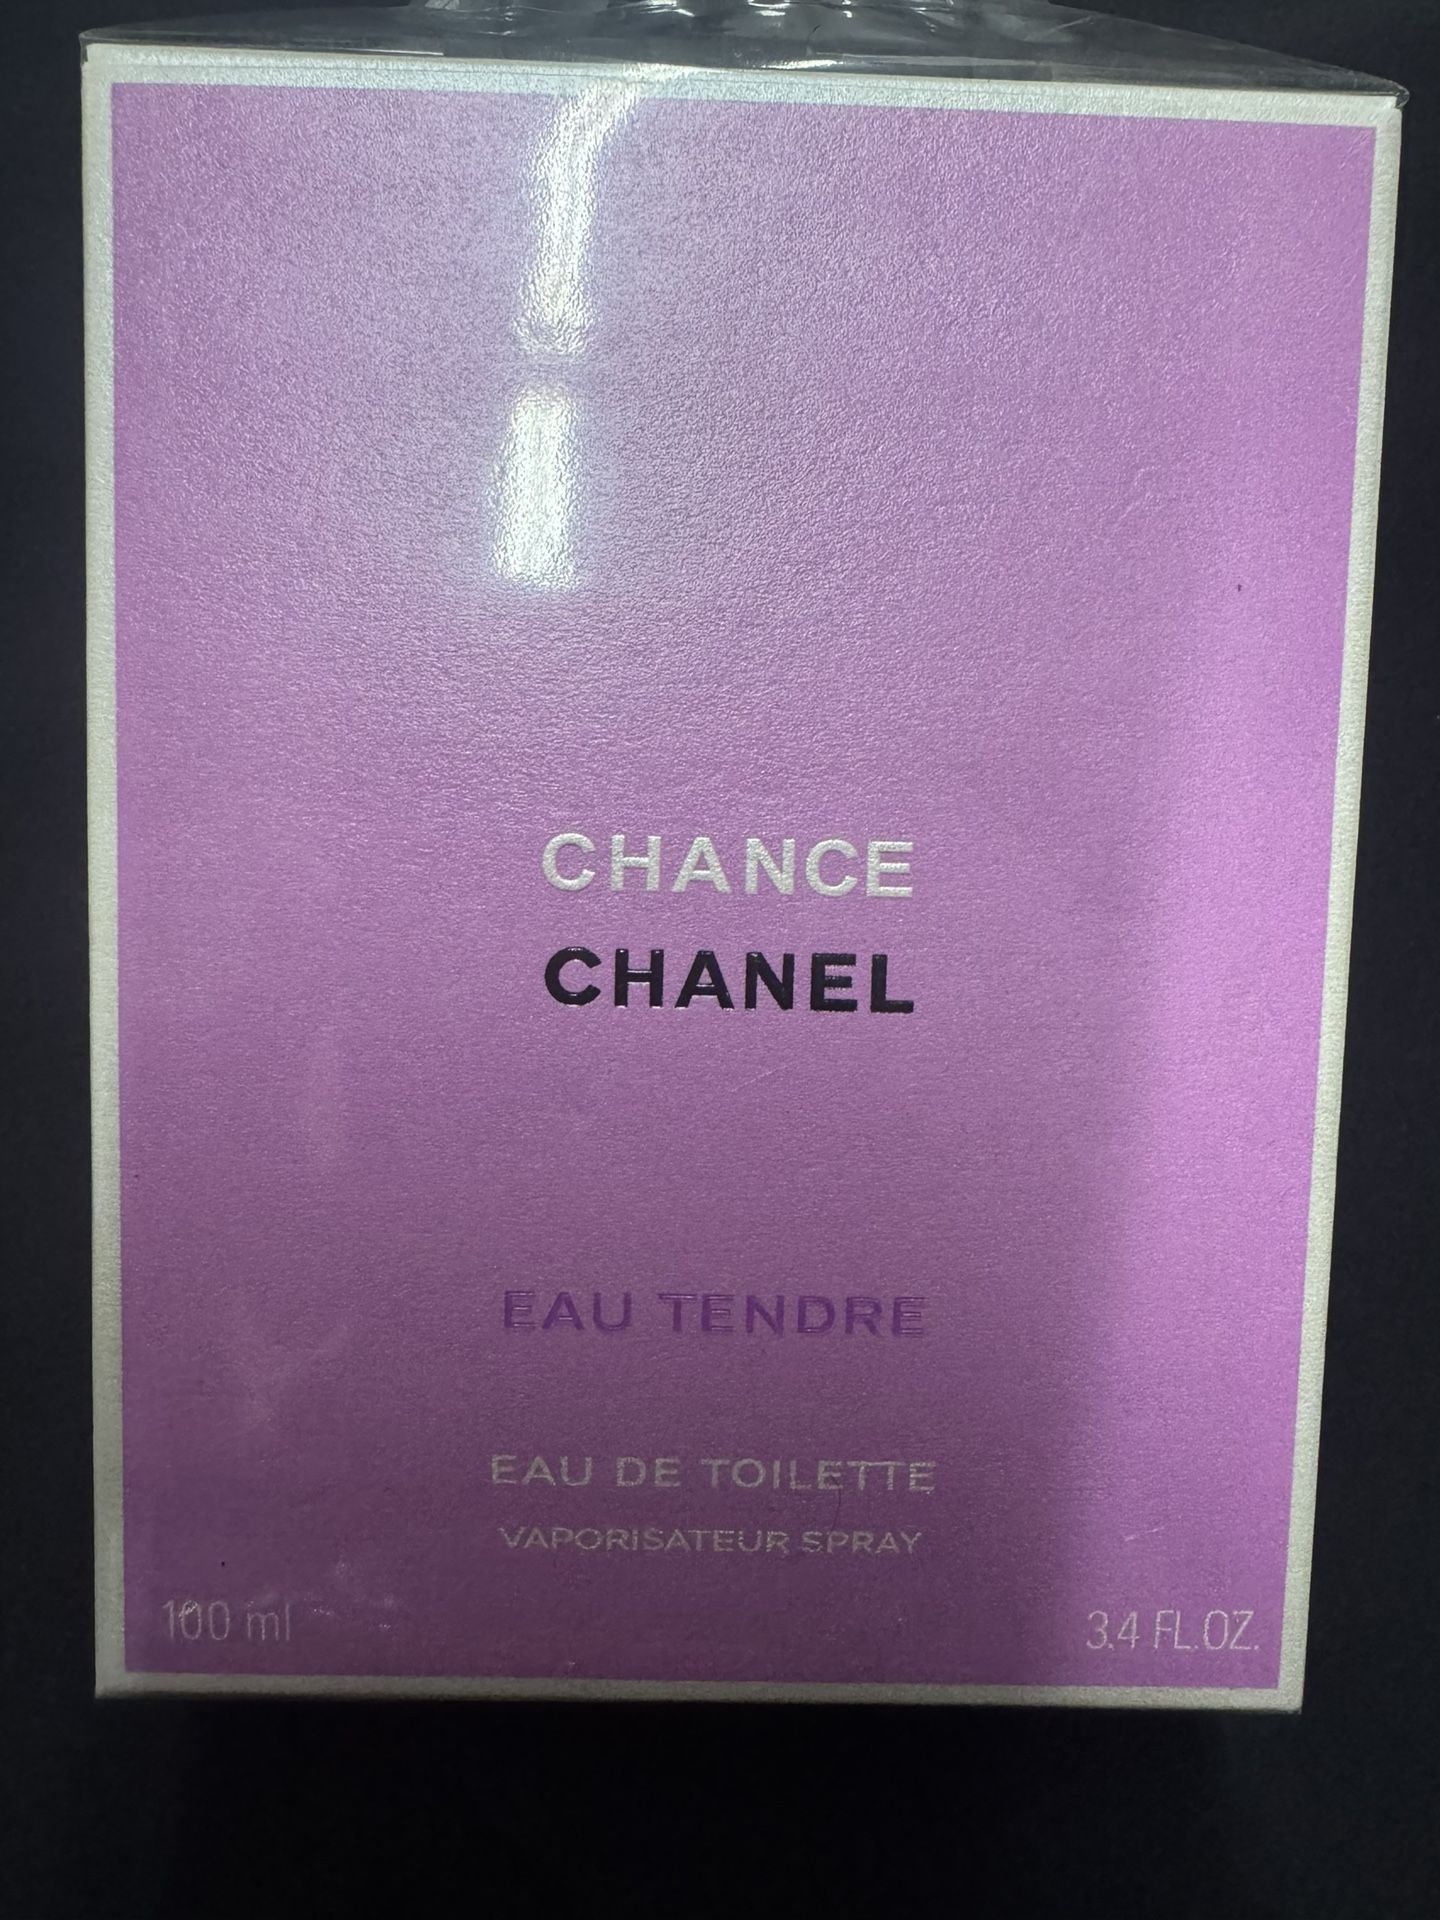 CHANCE
CHANEL
EAU TENDRE
EAU DE TOILETTE
VAPORISATEUR SPRAY
100 ml
3.4 FL.OZ.